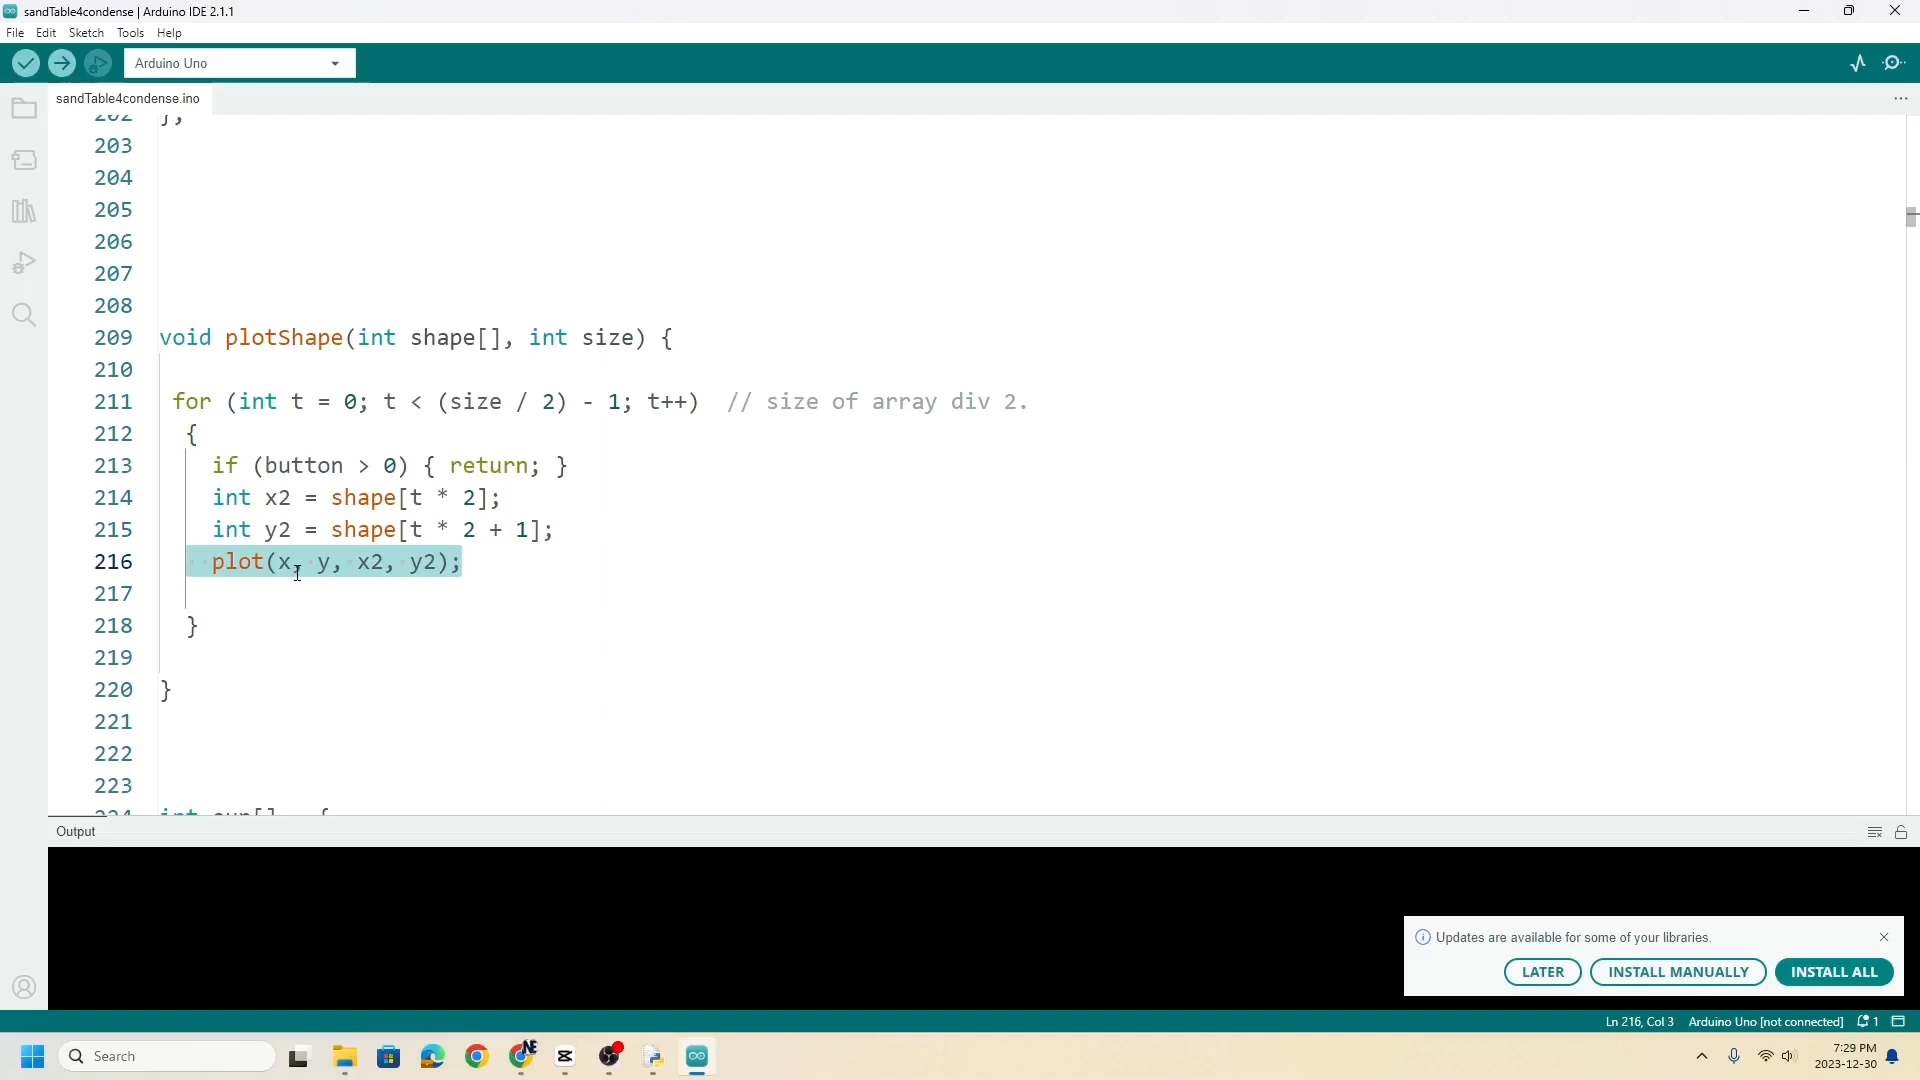 sandTable4condense | Arduino IDE 2.1.1
File Edit Sketch Tools Help
Arduino Uno
sandTable4condense.ino
202 };
203
204
205
206
207
208
209 void plotShape(int shape[], int size) {
210
211 for (int t = 0; t < (size / 2) - 1; t++) // size of array div 2.
212 {
213 if (button > 0) { return; }
214 int x2 = shape[t * 2];
215 int y2 = shape[t * 2 + 1];
216 plot(x, y, x2, y2);
217
218 }
219
220 }
221
222
223
224 int sun[] {
Output
Updates are available for some of your libraries.
LATER INSTALL MANUALLY INSTALL ALL
Ln 216, Col 3 Arduino Uno [not connected] 1
Search
NE
7:29 PM
2023-12-30